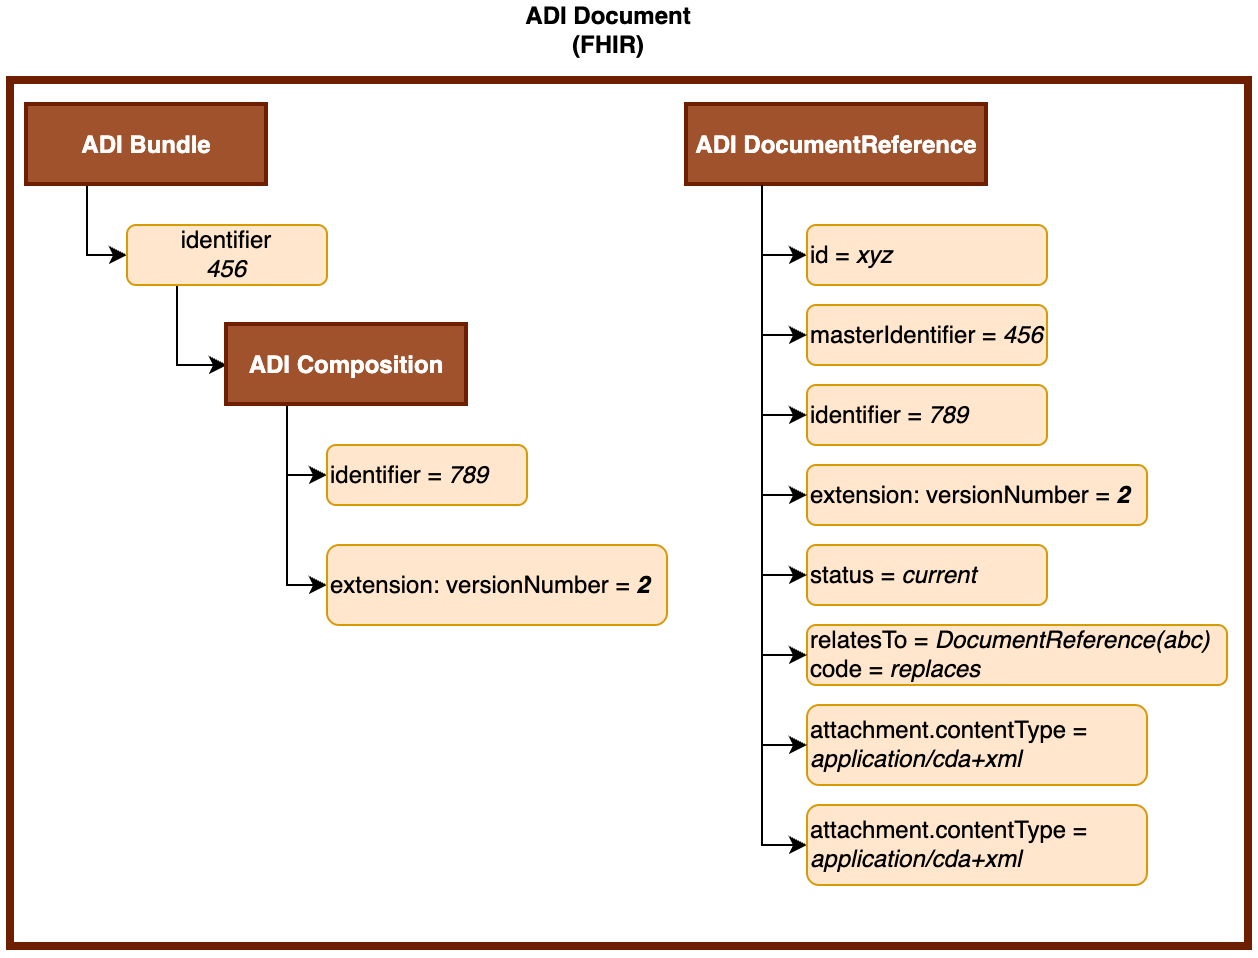 ADI Document
(FHIR)
ADI Bundle
identifier
456
ADI Composition
identifier = 789
extension: versionNumber = 2
ADI DocumentReference
id = xyz
masterIdentifier = 456
identifier = 789
extension: versionNumber = 2
status = current
relatesTo = DocumentReference(abc)
code = replaces
attachment.contentType =
application/cda+xml
attachment.contentType =
application/cda+xml